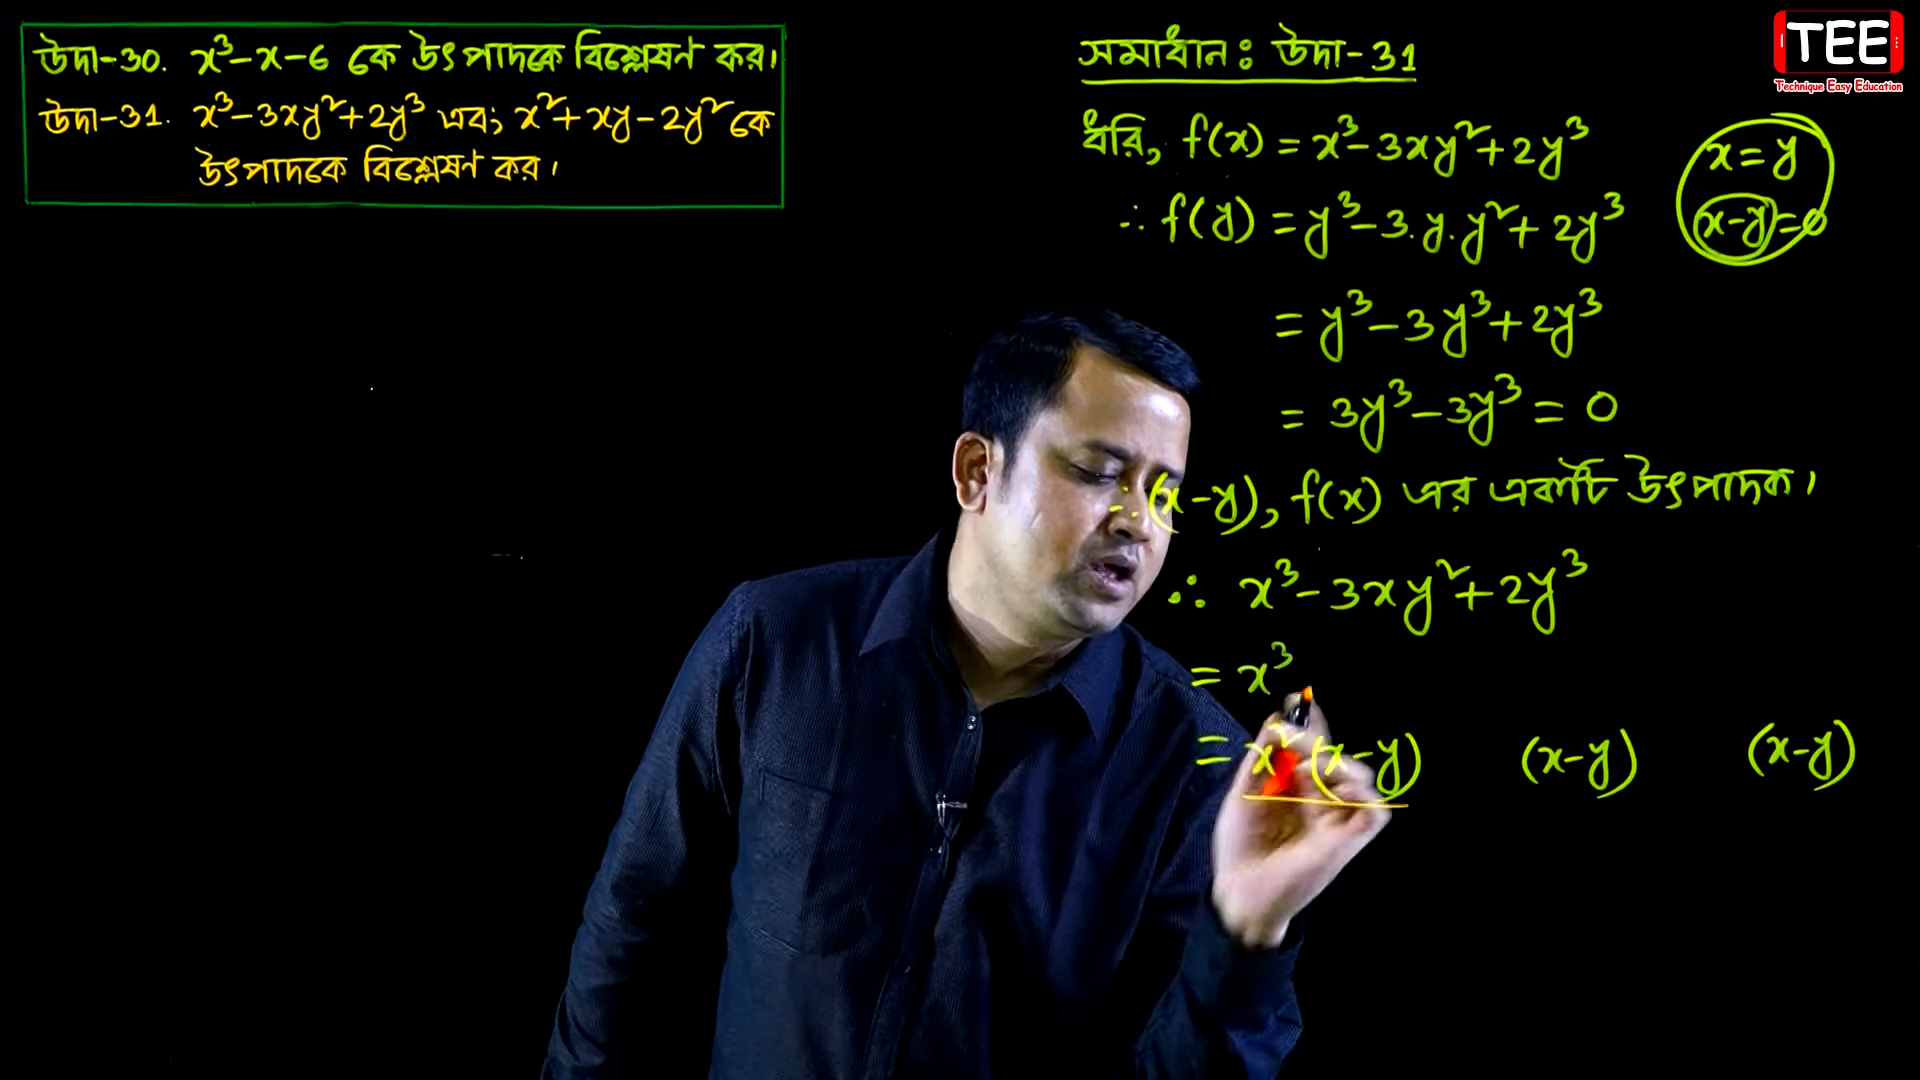 উদা-30. x³-x-6 কে উৎপাদকে বিশ্লেষণ কর।
উদা-31. x³-3xy²+2y³ এবং x²+xy-2y² কে
উৎপাদকে বিশ্লেষণ কর।
সমাধান: উদা-31
ধরি, f(x) = x³-3xy²+2y³
∴ f(y) = y³-3.y.y²+2y³
= y³-3y³+2y³
= 3y³-3y³ = 0
∴(x-y), f(x) এর একটি উৎপাদক।
∴ x³-3xy²+2y³
= x³
= x²(x-y) (x-y) (x-y)
x=y
(x-y)=0
TEE
Technique Easy Education